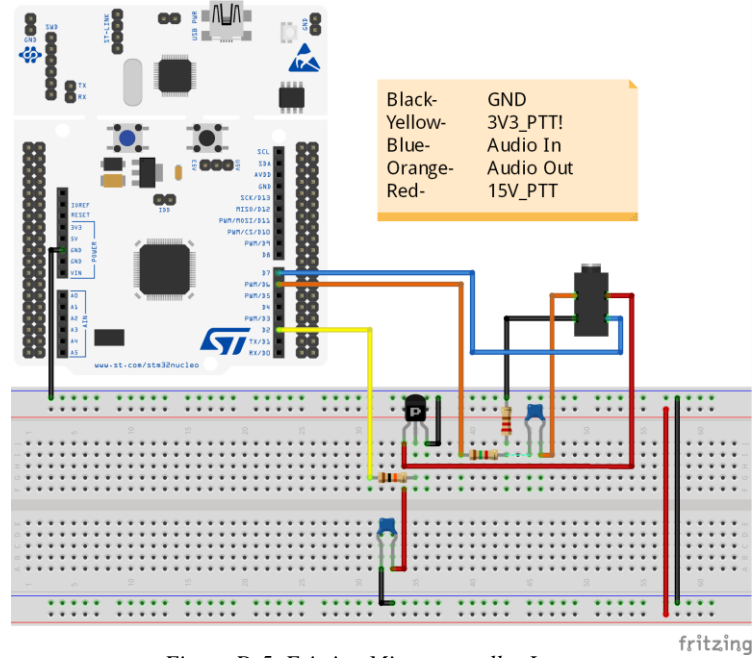 GND
SWD
ST-LINK
USB PWR
GND
TX
RX
IDD
IOREF
RESET
3V3
5V
GND
GND
VIN
POWER
A0
A1
A2
A3
A4
A5
AIN
SCL
SDA
AVDD
GND
SCK/D13
MISO/D12
PWM/MOSI/D11
PWM/CS/D10
PWM/D9
D8
D7
PWM/D6
PWM/D5
D4
PWM/D3
D2
TX/D1
RX/D0
www.st.com/stm32nucleo
Black- GND
Yellow- 3V3_PTT!
Blue- Audio In
Orange- Audio Out
Red- 15V_PTT
P
fritzing